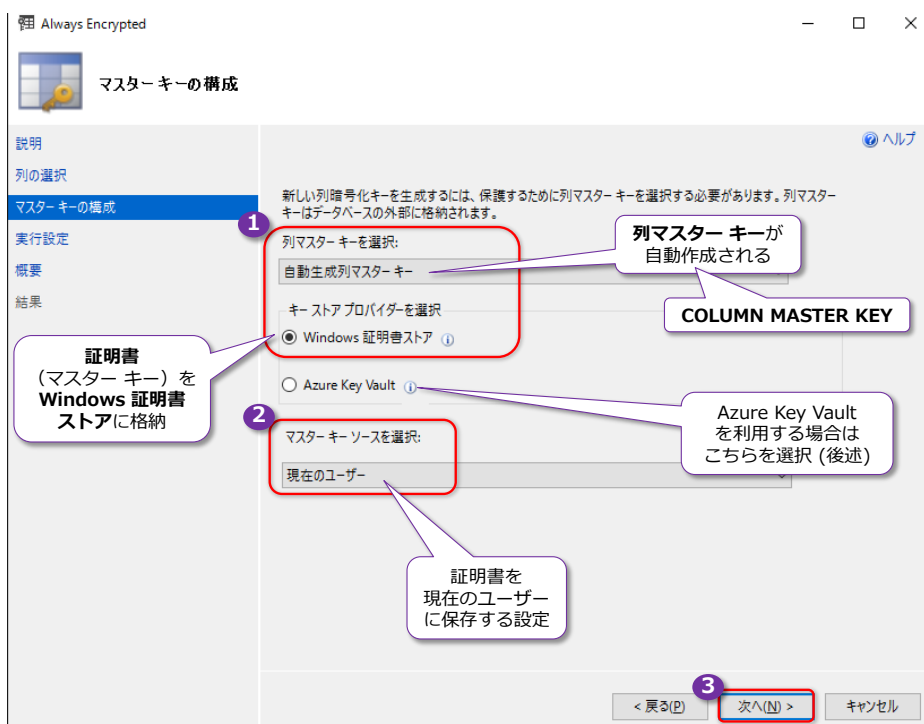 Always Encrypted
マスター キーの構成
説明
列の選択
マスター キーの構成
実行設定
概要
結果
ヘルプ
新しい列暗号化キーを生成するには、保護するために列マスター キーを選択する必要があります。列マスター
キーはデータベースの外部に格納されます。
1
列マスター キーを選択:
自動生成列マスター キー
列マスター キーが
自動作成される
COLUMN MASTER KEY
キー ストア プロバイダーを選択
Windows 証明書ストア
証明書
（マスター キー）を
Windows 証明書
ストアに格納
Azure Key Vault
Azure Key Vault
を利用する場合は
こちらを選択 (後述)
2
マスター キー ソースを選択:
現在のユーザー
証明書を
現在のユーザー
に保存する設定
3
< 戻る(P)
次へ(N) >
キャンセル